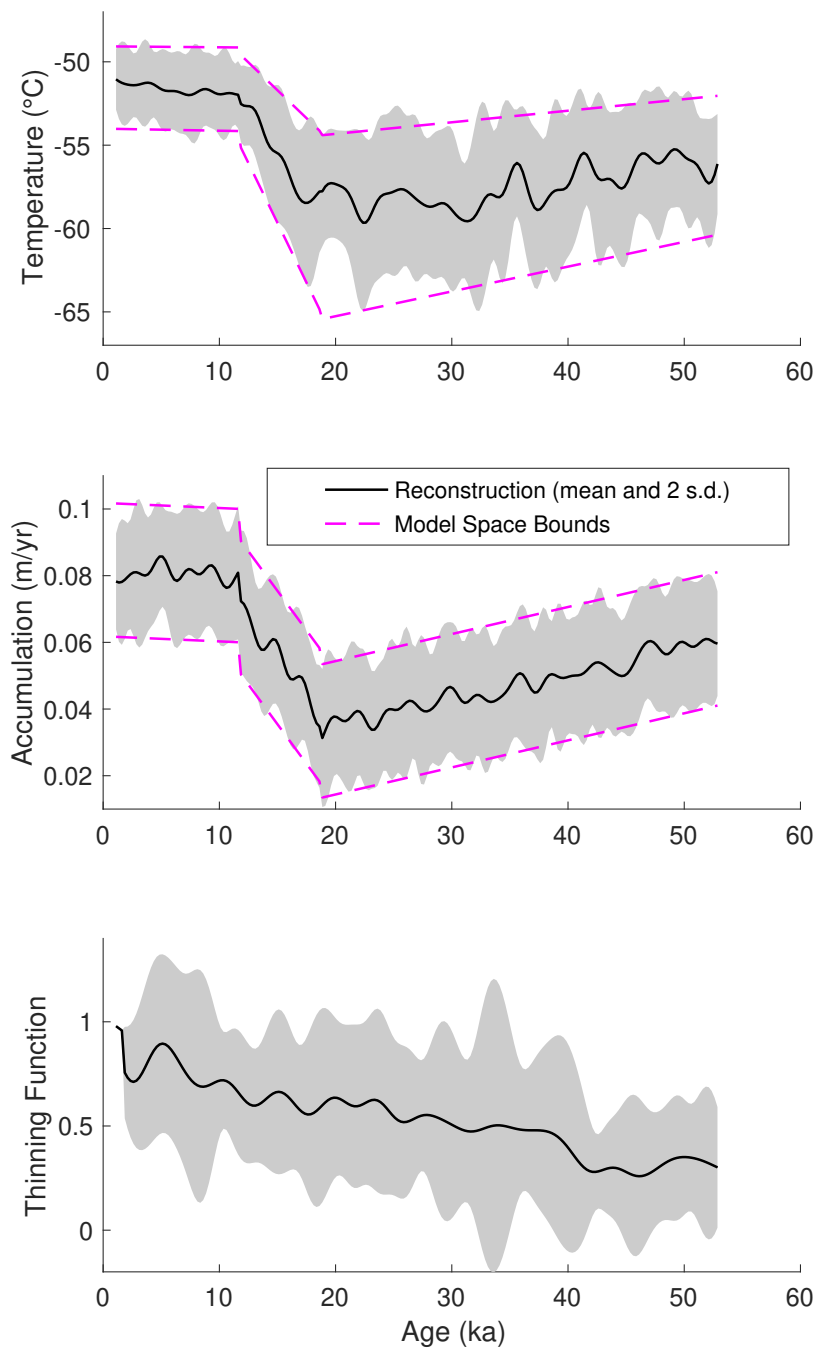 Temperature (°C)
-50
-55
-60
-65
0 10 20 30 40 50 60
Accumulation (m/yr)
0.1
0.08
0.06
0.04
0.02
Reconstruction (mean and 2 s.d.)
Model Space Bounds
0 10 20 30 40 50 60
Thinning Function
1
0.5
0
0 10 20 30 40 50 60
Age (ka)